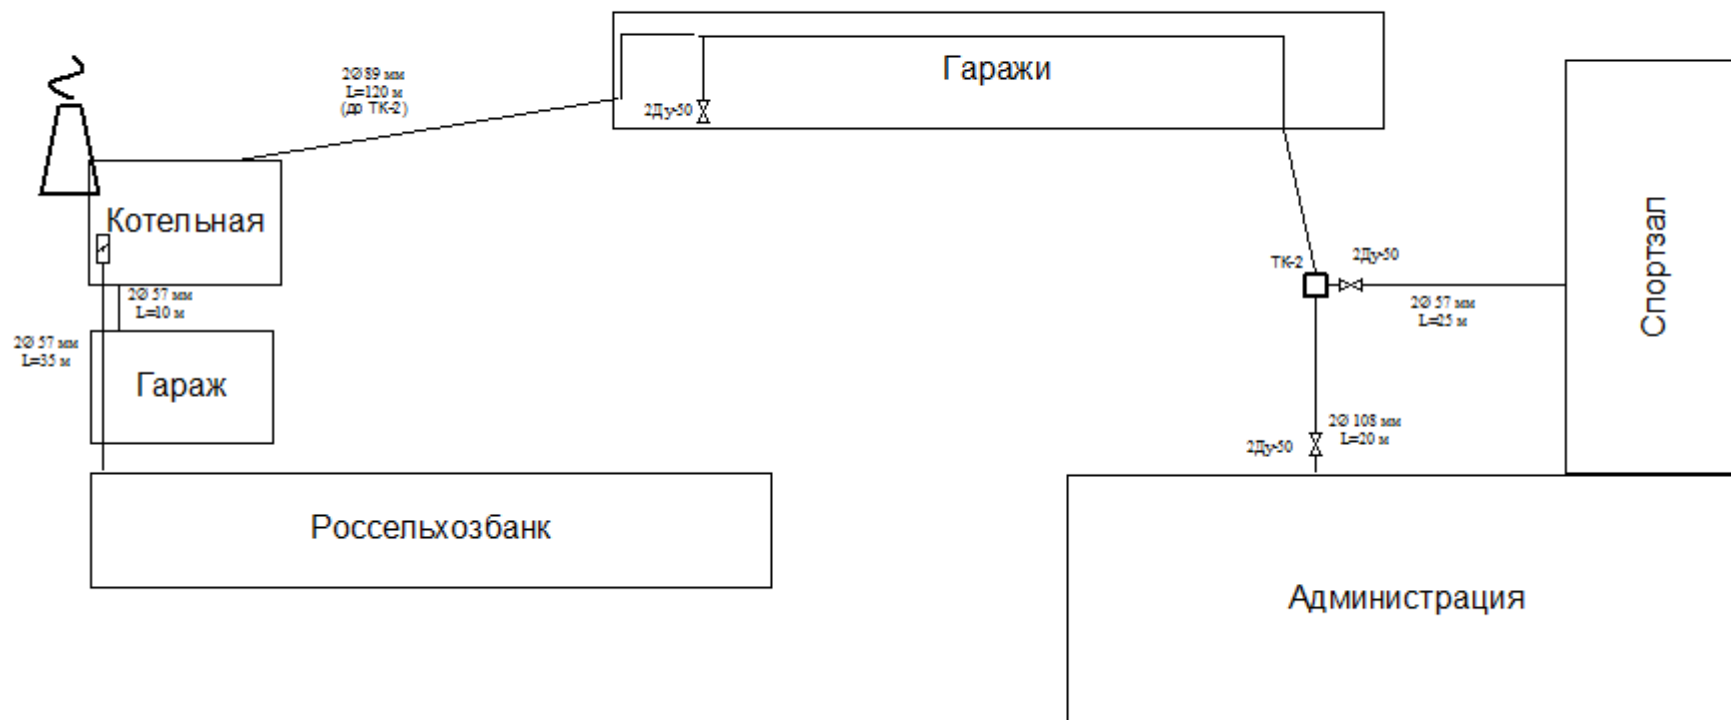 2Ø89 мм
L=120 м
(до ТК-2)
Гаражи
2Ду-50
Котельная
2Ø 57 мм
L=10 м
2Ø 57 мм
L=35 м
Гараж
Россельхозбанк
ТК-2
2Ду-50
2Ø 57 мм
L=25 м
Спортзал
2Ø 108 мм
L=20 м
2Ду-50
Администрация